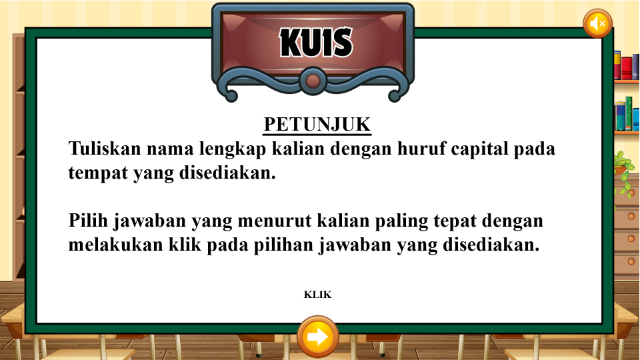 KUIS
PETUNJUK
Tuliskan nama lengkap kalian dengan huruf capital pada
tempat yang disediakan.
Pilih jawaban yang menurut kalian paling tepat dengan
melakukan klik pada pilihan jawaban yang disediakan.
KLIK